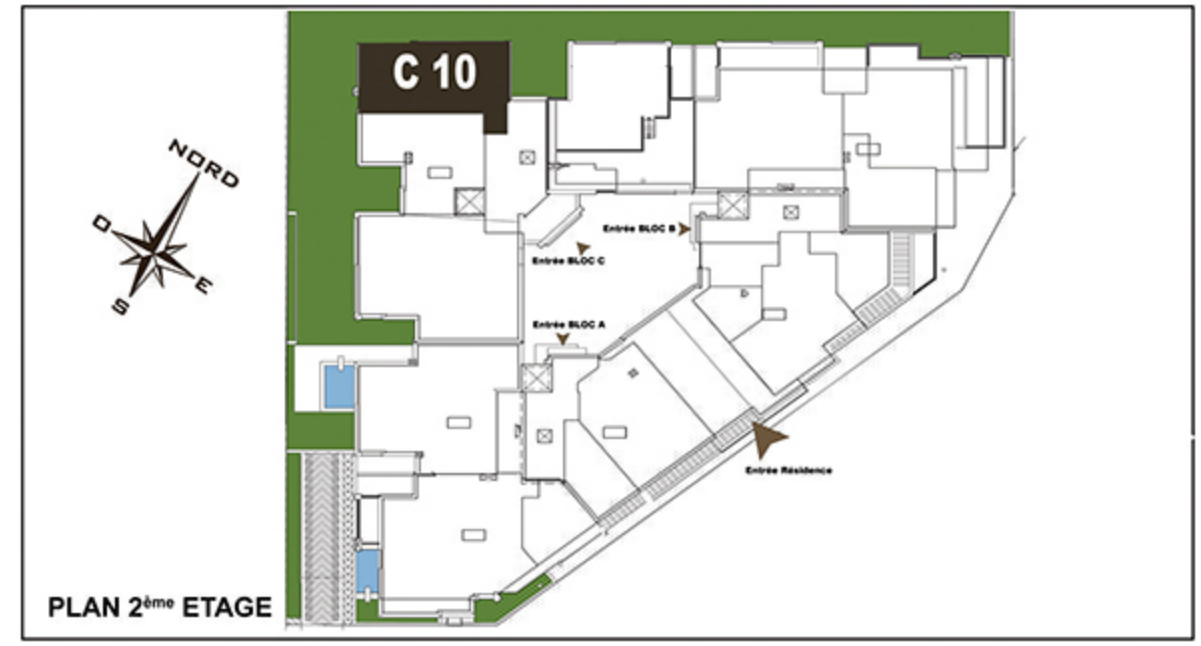 C 10
NORD
O
E
S
Entrée BLOC B
Entrée BLOC C
Entrée BLOC A
Entrée Résidence
PLAN 2ème ETAGE